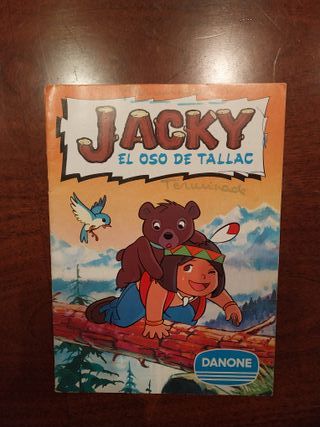 JACKY
EL OSO DE TALLAC
Terminado
DANONE